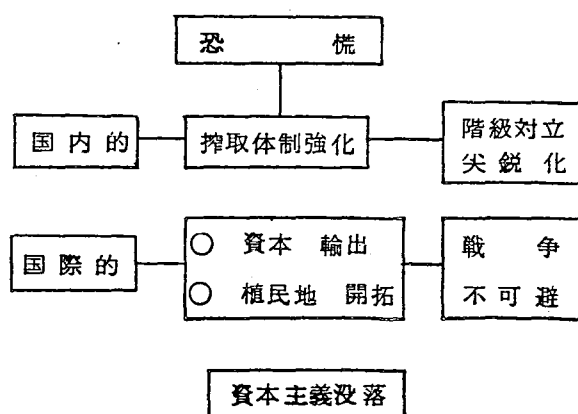 恐慌
国内的
搾取体制強化
階級対立
尖鋭化
国際的
○ 資本 輸出
○ 植民地 開拓
戦争
不可避
資本主義没落